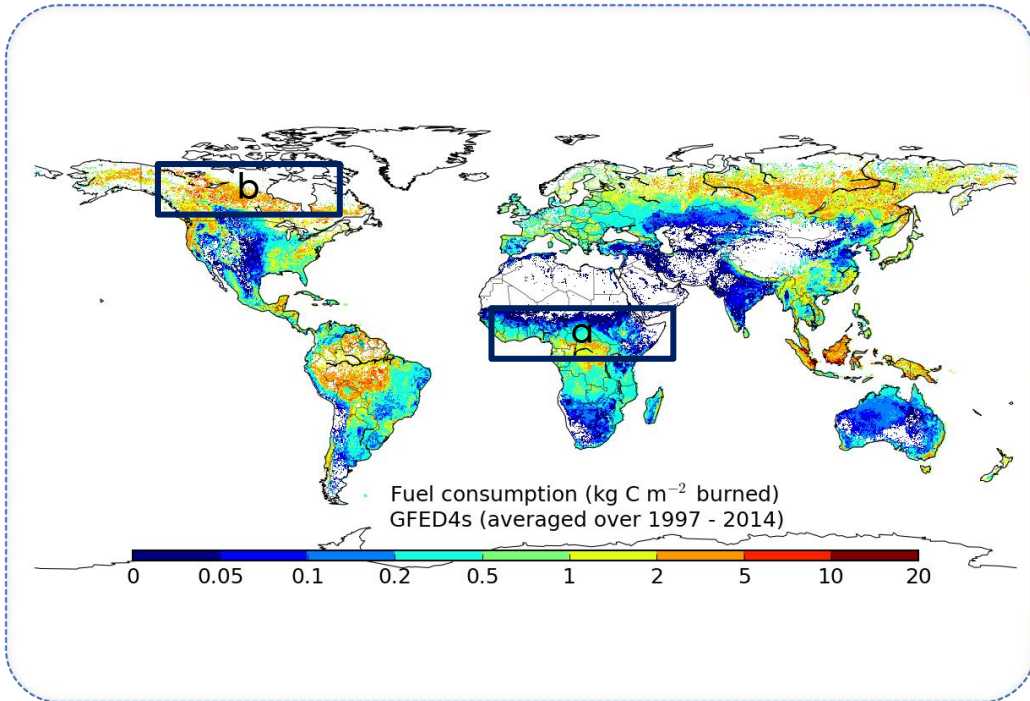 b
a
Fuel consumption (kg C m⁻² burned)
GFED4s (averaged over 1997 - 2014)
0 0.05 0.1 0.2 0.5 1 2 5 10 20